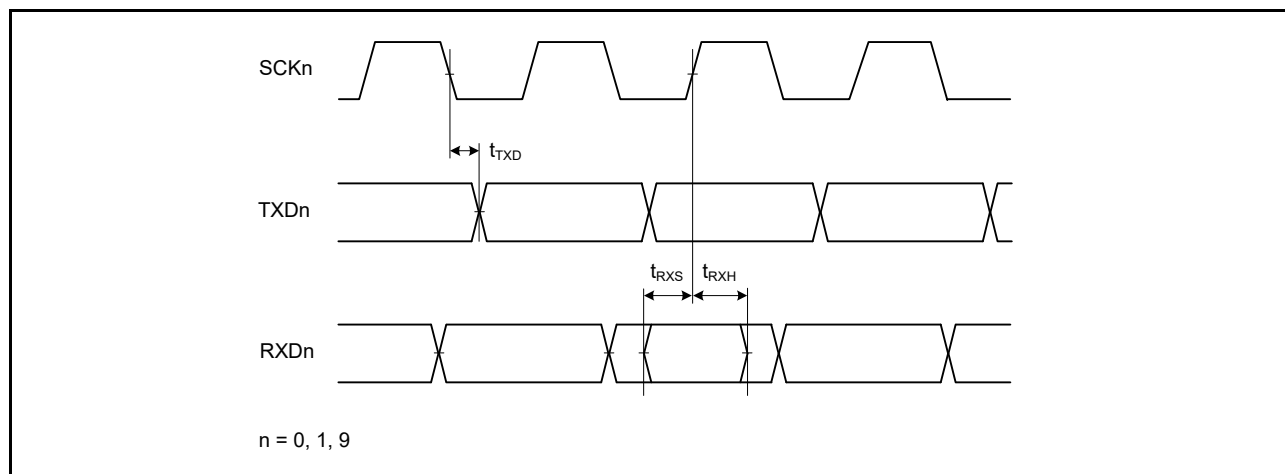 SCKn
tTXD
TXDn
tRXS tRXH
RXDn
n = 0, 1, 9